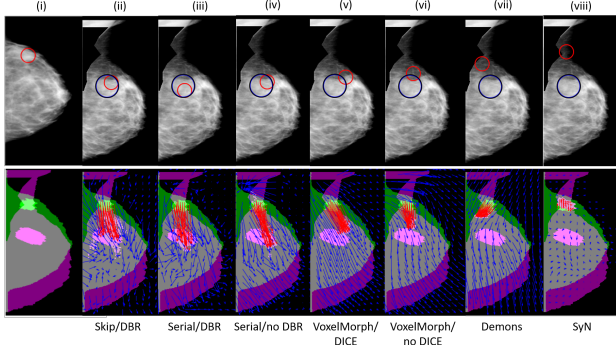 (i) (ii) (iii) (iv) (v) (vi) (vii) (viii)
Skip/DBR Serial/DBR Serial/no DBR VoxelMorph/ VoxelMorph/ Demons SyN
DICE no DICE